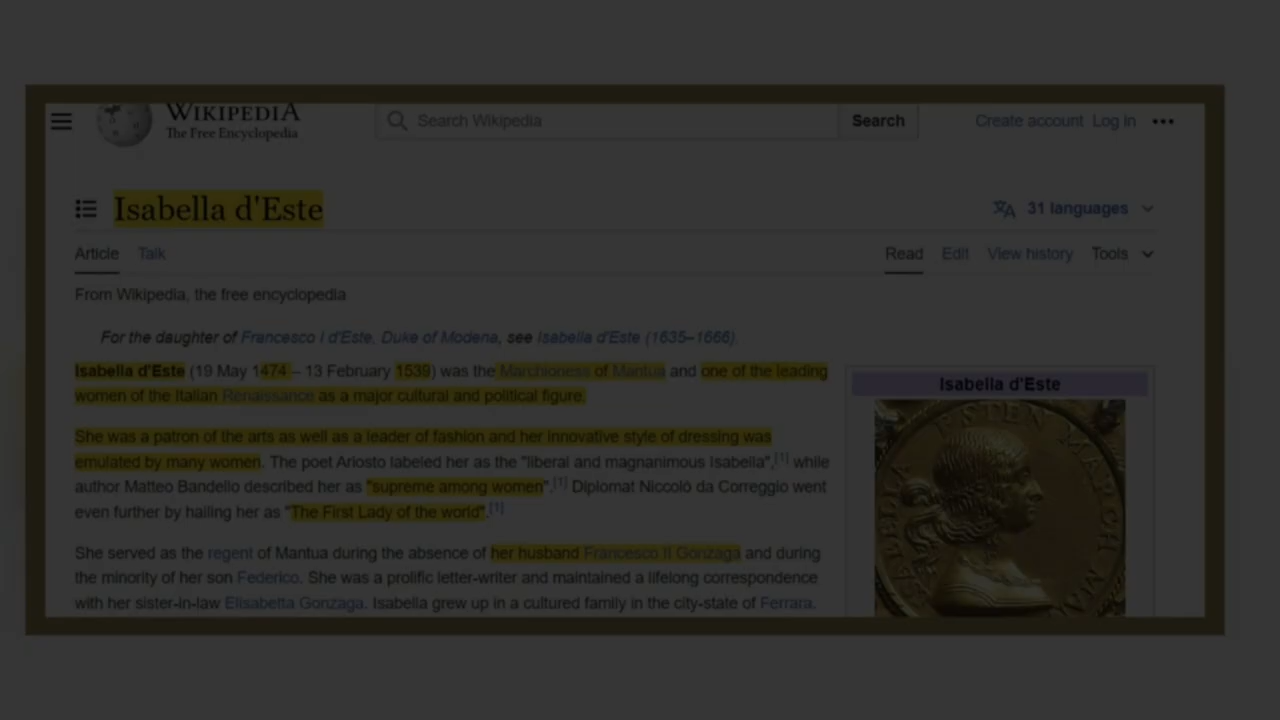 WIKIPEDIA
The Free Encyclopedia
Search Wikipedia
Search
Create account Log in
Isabella d'Este
31 languages
Article Talk
Read Edit View history Tools
From Wikipedia, the free encyclopedia
For the daughter of Francesco I d'Este, Duke of Modena, see Isabella d'Este (1635–1666).
Isabella d'Este (19 May 1474 – 13 February 1539) was the Marchioness of Mantua and one of the leading
women of the Italian Renaissance as a major cultural and political figure.
She was a patron of the arts as well as a leader of fashion and her innovative style of dressing was
emulated by many women. The poet Ariosto labeled her as the "liberal and magnanimous Isabella",[1] while
author Matteo Bandello described her as "supreme among women".[1] Diplomat Niccolò da Correggio went
even further by hailing her as "The First Lady of the world".[1]
She served as the regent of Mantua during the absence of her husband Francesco II Gonzaga and during
the minority of her son Federico. She was a prolific letter-writer and maintained a lifelong correspondence
with her sister-in-law Elisabetta Gonzaga. Isabella grew up in a cultured family in the city-state of Ferrara.
Isabella d'Este
ISABELLA ESTEN MARCH MA